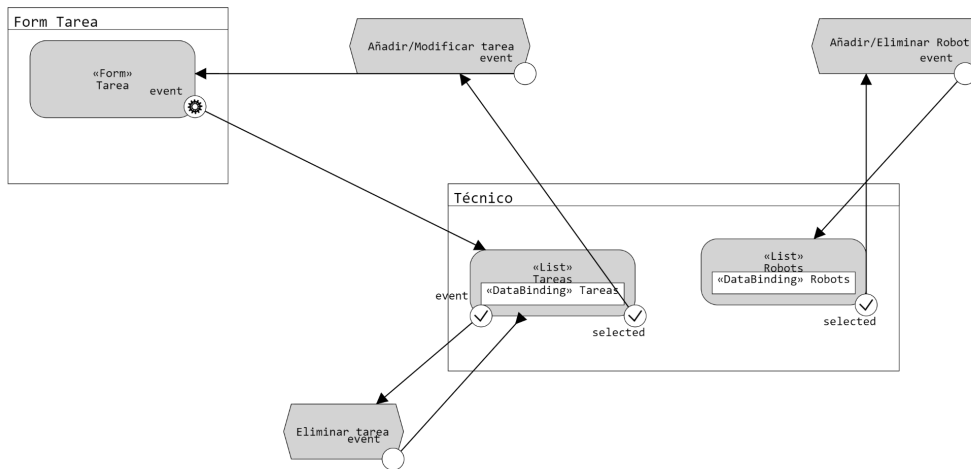 Form Tarea
«Form»
Tarea
event
Añadir/Modificar tarea
event
Añadir/Eliminar Robot
event
Técnico
«List»
Tareas
«DataBinding» Tareas
event
selected
«List»
Robots
«DataBinding» Robots
selected
Eliminar tarea
event